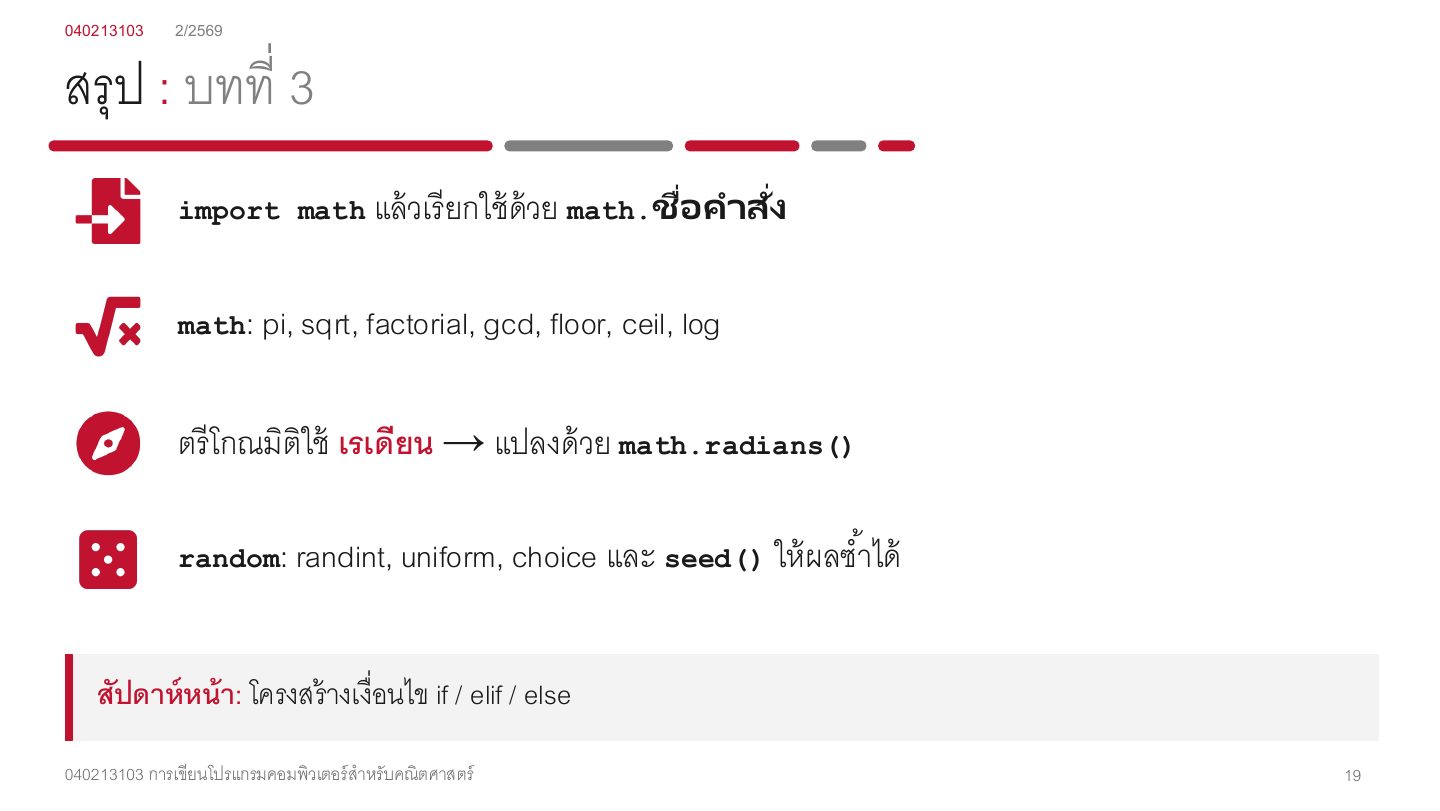 040213103 2/2569
สรุป : บทที่ 3
import math แล้วเรียกใช้ด้วย math.ชื่อคำสั่ง
math: pi, sqrt, factorial, gcd, floor, ceil, log
ตรีโกณมิติใช้ เรเดียน → แปลงด้วย math.radians()
random: randint, uniform, choice และ seed() ให้ผลซ้ำได้
สัปดาห์หน้า: โครงสร้างเงื่อนไข if / elif / else
040213103 การเขียนโปรแกรมคอมพิวเตอร์สำหรับคณิตศาสตร์ 19